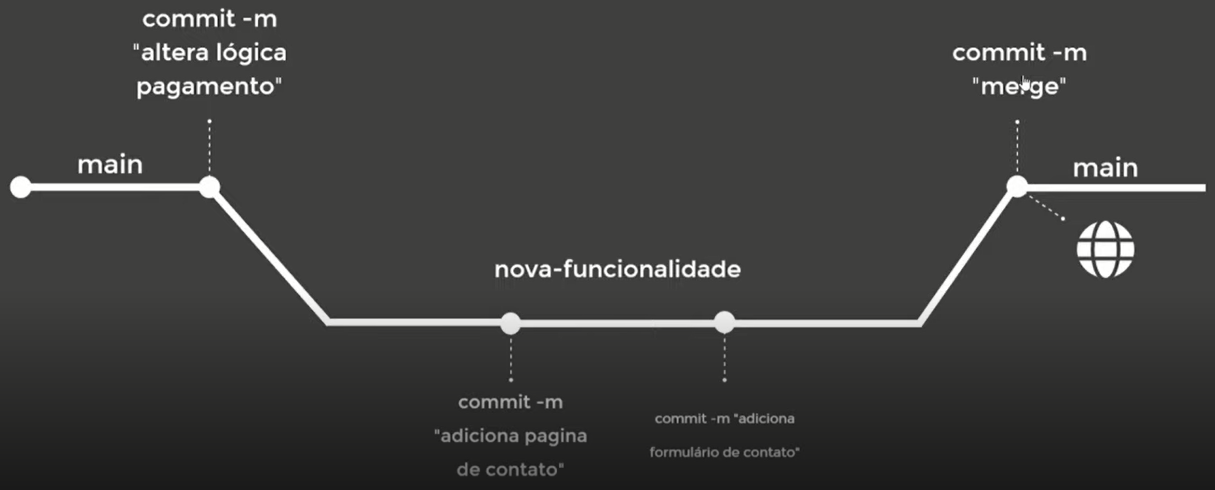 commit -m
"altera lógica
pagamento"
commit -m
"merge"
main
main
nova-funcionalidade
commit -m
"adiciona pagina
de contato"
commit -m "adiciona
formulário de contato"